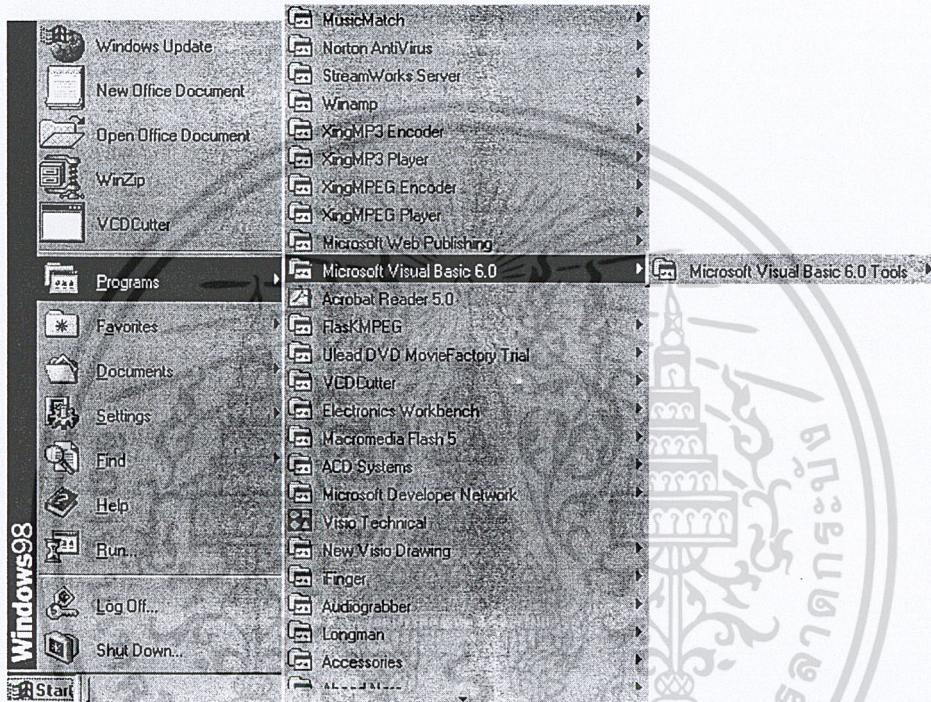 Windows Update
New Office Document
Open Office Document
WinZip
VCDCutter
Programs
Favorites
Documents
Settings
Find
Help
Run...
Log Off...
Shut Down...
Windows98
Start
MusicMatch
Norton AntiVirus
StreamWorks Server
Winamp
XingMP3 Encoder
XingMP3 Player
XingMPEG Encoder
XingMPEG Player
Microsoft Web Publishing
Microsoft Visual Basic 6.0
Acrobat Reader 5.0
FlasKMPEG
Ulead DVD MovieFactory Trial
VCDCutter
Electronics Workbench
Macromedia Flash 5
ACD Systems
Microsoft Developer Network
Visio Technical
New Visio Drawing
iFinger
Audiograbber
Longman
Accessories
Microsoft Visual Basic 6.0 Tools